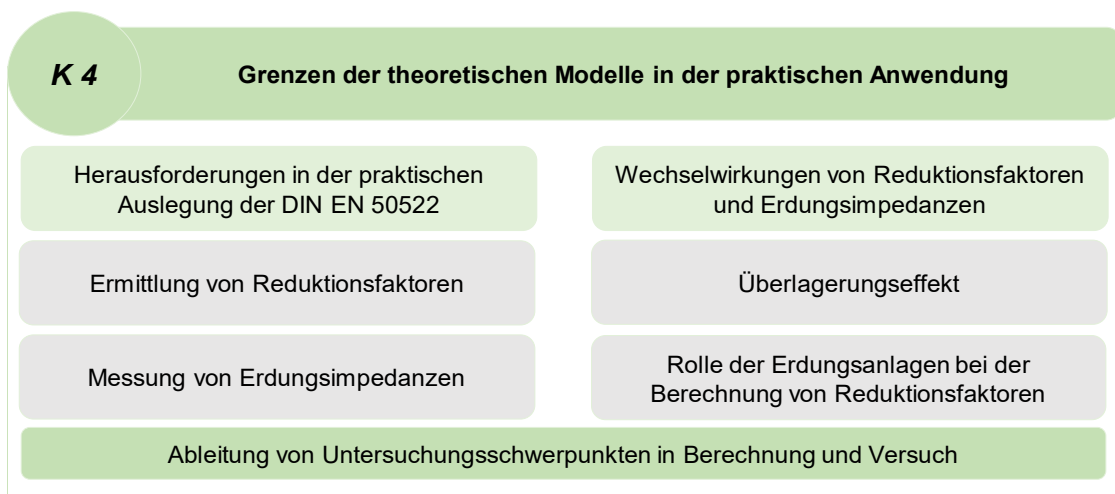 K 4
Grenzen der theoretischen Modelle in der praktischen Anwendung
Herausforderungen in der praktischen
Auslegung der DIN EN 50522
Ermittlung von Reduktionsfaktoren
Messung von Erdungsimpedanzen
Wechselwirkungen von Reduktionsfaktoren
und Erdungsimpedanzen
Überlagerungseffekt
Rolle der Erdungsanlagen bei der
Berechnung von Reduktionsfaktoren
Ableitung von Untersuchungsschwerpunkten in Berechnung und Versuch